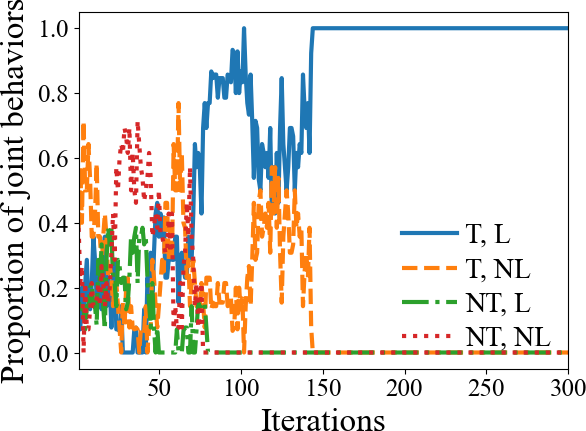 Proportion of joint behaviors
1.0
0.8
0.6
0.4
0.2
0.0
T, L
T, NL
NT, L
NT, NL
50 100 150 200 250 300
Iterations